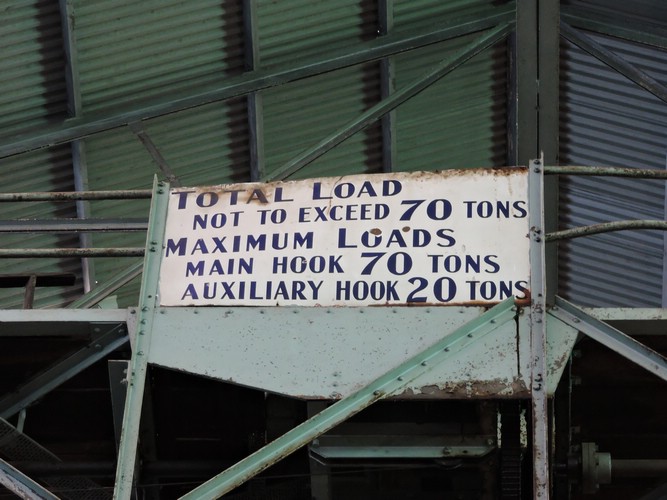 TOTAL LOAD
NOT TO EXCEED 70 TONS
MAXIMUM LOADS
MAIN HOOK 70 TONS
AUXILIARY HOOK 20 TONS